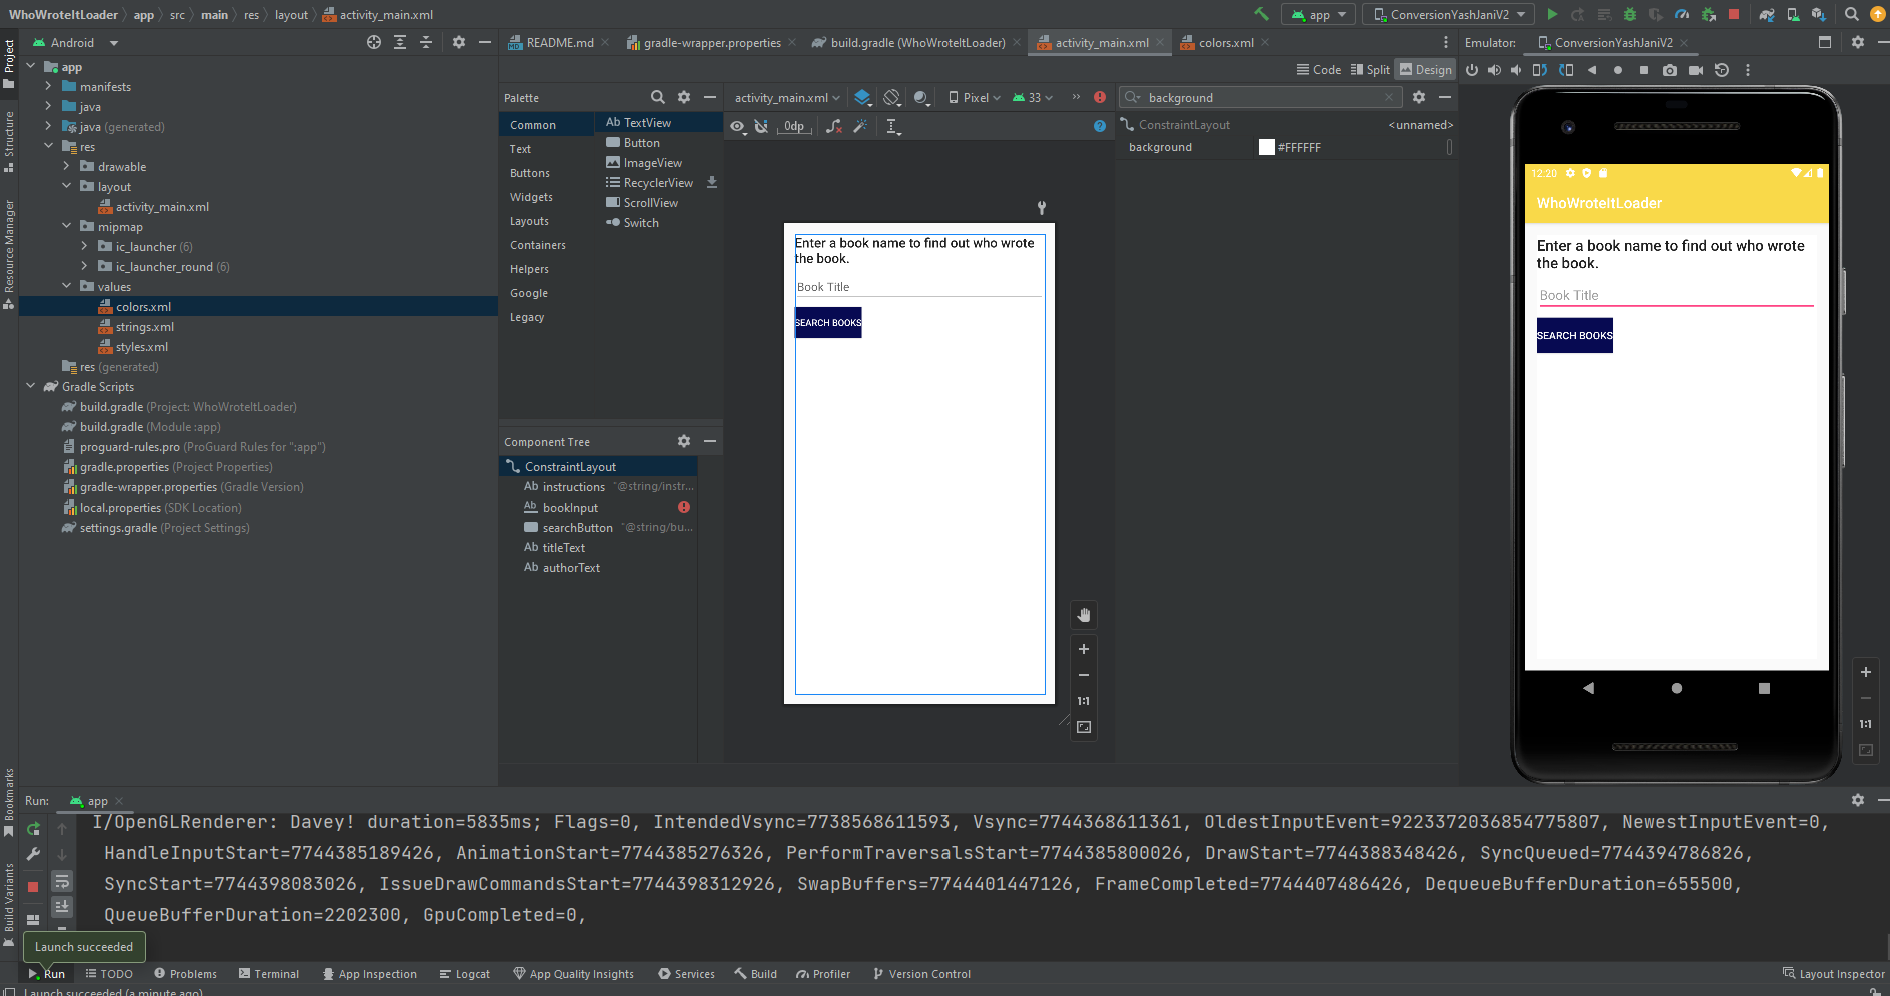 WhoWroteItLoader app src main res layout activity_main.xml
app ConversionYashJaniV2
Project
Android
README.md gradle-wrapper.properties build.gradle (WhoWroteItLoader) activity_main.xml colors.xml
Emulator: ConversionYashJaniV2
Code Split Design
app
manifests
java
java (generated)
res
drawable
layout
activity_main.xml
mipmap
ic_launcher (6)
ic_launcher_round (6)
values
colors.xml
strings.xml
styles.xml
res (generated)
Gradle Scripts
build.gradle (Project: WhoWroteItLoader)
build.gradle (Module :app)
proguard-rules.pro (ProGuard Rules for ":app")
gradle.properties (Project Properties)
gradle-wrapper.properties (Gradle Version)
local.properties (SDK Location)
settings.gradle (Project Settings)
Structure
Resource Manager
Bookmarks
Build Variants
Palette
Common
Text
Buttons
Widgets
Layouts
Containers
Helpers
Google
Legacy
Ab TextView
Button
ImageView
RecyclerView
ScrollView
Switch
Component Tree
ConstraintLayout
Ab instructions "@string/instr...
Ab bookInput
searchButton "@string/bu...
Ab titleText
Ab authorText
activity_main.xml Pixel 33
0dp
Enter a book name to find out who wrote
the book.
Book Title
SEARCH BOOKS
1:1
background
ConstraintLayout <unnamed>
background #FFFFFF
12.20
WhoWroteItLoader
Enter a book name to find out who wrote
the book.
Book Title
SEARCH BOOKS
1:1
Run: app
I/OpenGLRenderer: Davey! duration=5835ms; Flags=0, IntendedVsync=7738568611593, Vsync=7744368611361, OldestInputEvent=9223372036854775807, NewestInputEvent=0,
HandleInputStart=7744385189426, AnimationStart=7744385276326, PerformTraversalsStart=7744385800026, DrawStart=7744388348426, SyncQueued=7744394786826,
SyncStart=7744398083026, IssueDrawCommandsStart=7744398312926, SwapBuffers=7744401447126, FrameCompleted=7744407486426, DequeueBufferDuration=655500,
QueueBufferDuration=2202300, GpuCompleted=0,
Launch succeeded
Run TODO Problems Terminal App Inspection Logcat App Quality Insights Services Build Profiler Version Control Layout Inspector
Launch succeeded (a minute ago)